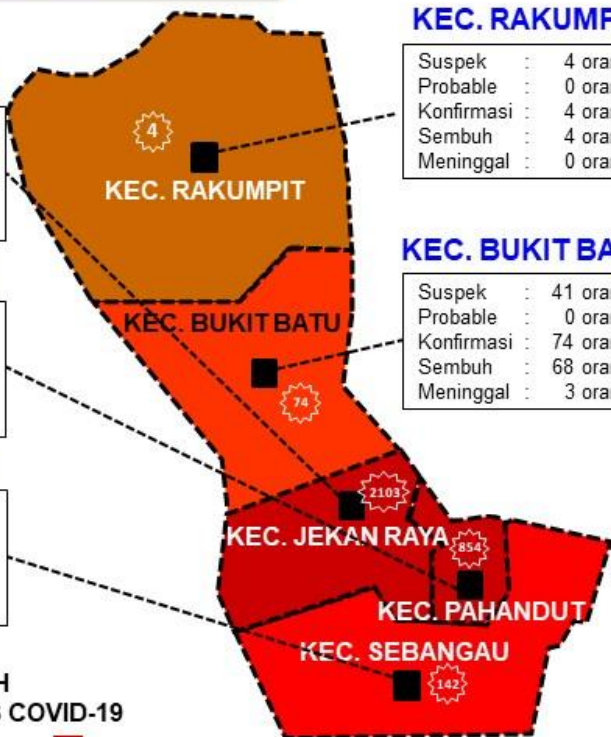 KEC. RAKUMP
Suspek : 4 oran
Probable : 0 oran
Konfirmasi : 4 oran
Sembuh : 4 oran
Meninggal : 0 oran
4
KEC. RAKUMPIT
KEC. BUKIT BA
Suspek : 41 oran
Probable : 0 oran
Konfirmasi : 74 oran
Sembuh : 68 oran
Meninggal : 3 oran
KEC. BUKIT BATU
74
2103
KEC. JEKAN RAYA
854
KEC. PAHANDUT
KEC. SEBANGAU
142
H
COVID-19